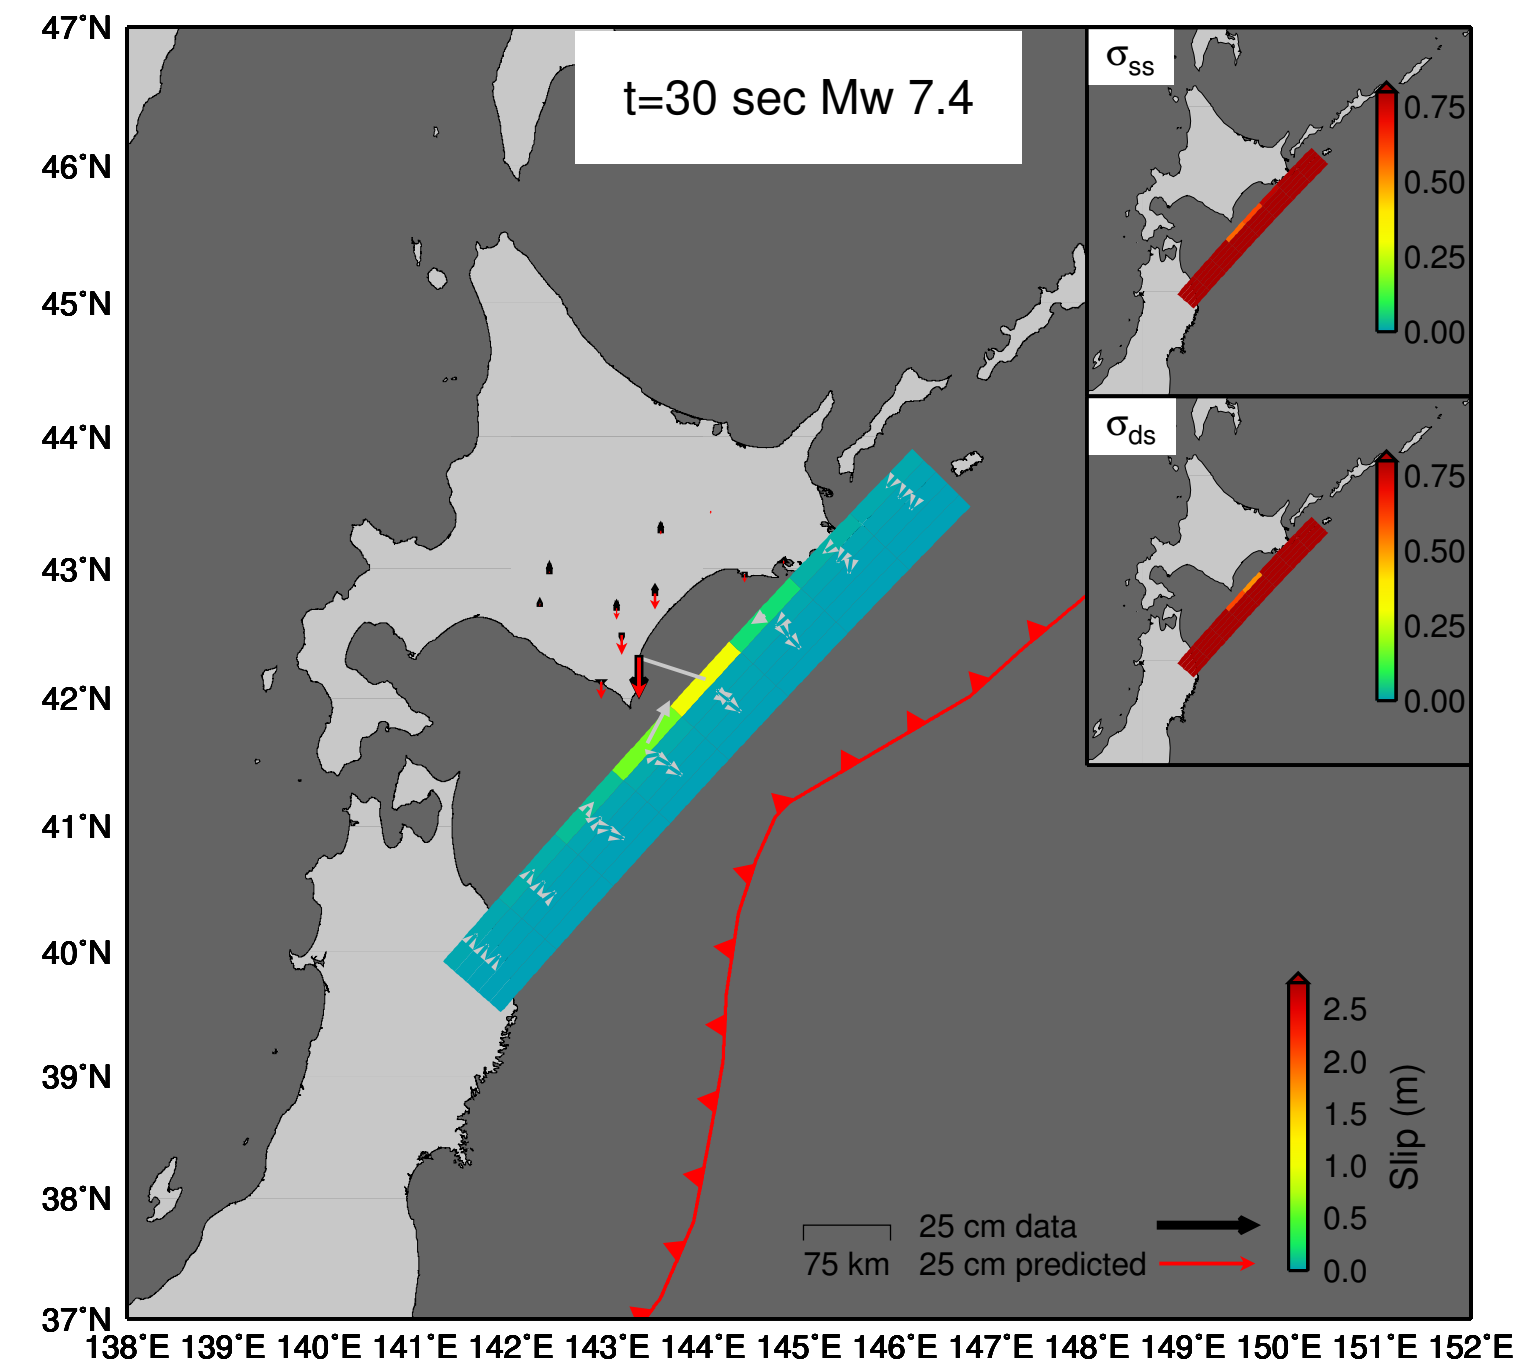 47°N
46°N
45°N
44°N
43°N
42°N
41°N
40°N
39°N
38°N
37°N
t=30 sec Mw 7.4
σss
0.75
0.50
0.25
0.00
σds
0.75
0.50
0.25
0.00
2.5
2.0
1.5
1.0
0.5
0.0
Slip (m)
25 cm data
75 km 25 cm predicted
138°E 139°E 140°E 141°E 142°E 143°E 144°E 145°E 146°E 147°E 148°E 149°E 150°E 151°E 152°E